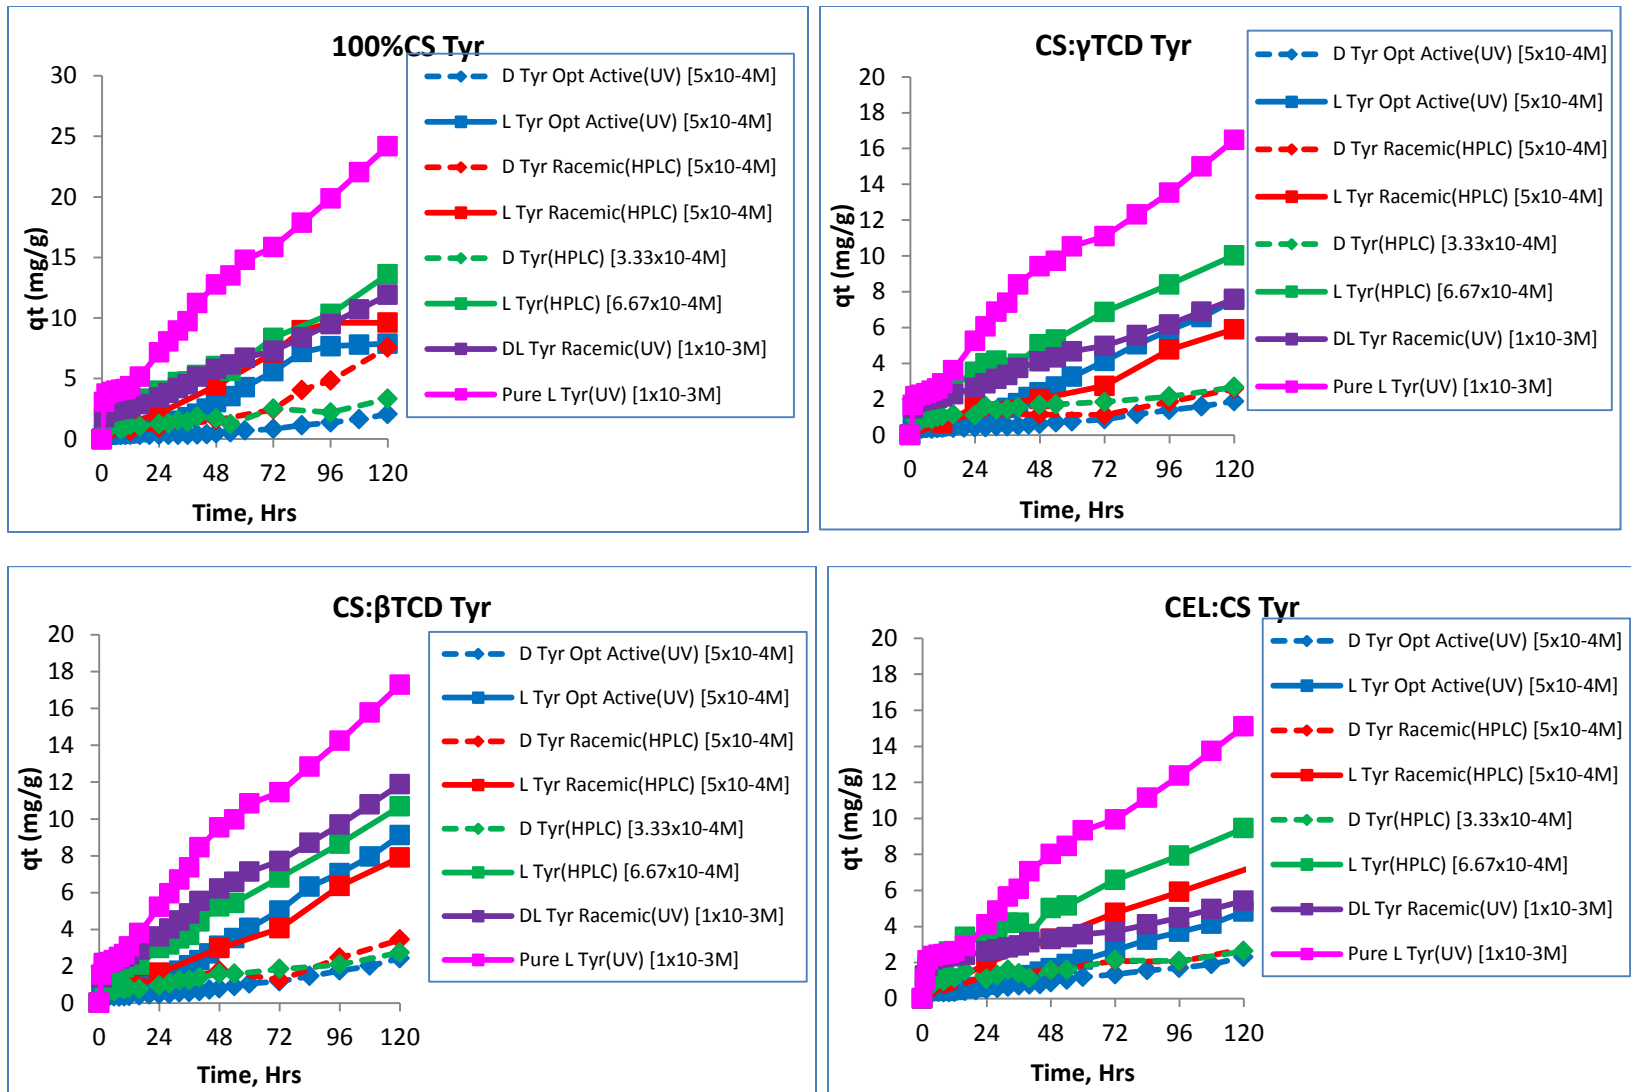 100%CS Tyr
30
25
20
15
10
5
0
qt (mg/g)
0 24 48 72 96 120
Time, Hrs
D Tyr Opt Active(UV) [5x10-4M]
L Tyr Opt Active(UV) [5x10-4M]
D Tyr Racemic(HPLC) [5x10-4M]
L Tyr Racemic(HPLC) [5x10-4M]
D Tyr(HPLC) [3.33x10-4M]
L Tyr(HPLC) [6.67x10-4M]
DL Tyr Racemic(UV) [1x10-3M]
Pure L Tyr(UV) [1x10-3M]
CS:γTCD Tyr
20
18
16
14
12
10
8
6
4
2
0
qt (mg/g)
0 24 48 72 96 120
Time, Hrs
D Tyr Opt Active(UV) [5x10-4M]
L Tyr Opt Active(UV) [5x10-4M]
D Tyr Racemic(HPLC) [5x10-4M]
L Tyr Racemic(HPLC) [5x10-4M]
D Tyr(HPLC) [3.33x10-4M]
L Tyr(HPLC) [6.67x10-4M]
DL Tyr Racemic(UV) [1x10-3M]
Pure L Tyr(UV) [1x10-3M]
CS:βTCD Tyr
20
18
16
14
12
10
8
6
4
2
0
qt (mg/g)
0 24 48 72 96 120
Time, Hrs
D Tyr Opt Active(UV) [5x10-4M]
L Tyr Opt Active(UV) [5x10-4M]
D Tyr Racemic(HPLC) [5x10-4M]
L Tyr Racemic(HPLC) [5x10-4M]
D Tyr(HPLC) [3.33x10-4M]
L Tyr(HPLC) [6.67x10-4M]
DL Tyr Racemic(UV) [1x10-3M]
Pure L Tyr(UV) [1x10-3M]
CEL:CS Tyr
20
18
16
14
12
10
8
6
4
2
0
qt (mg/g)
0 24 48 72 96 120
Time, Hrs
D Tyr Opt Active(UV) [5x10-4M]
L Tyr Opt Active(UV) [5x10-4M]
D Tyr Racemic(HPLC) [5x10-4M]
L Tyr Racemic(HPLC) [5x10-4M]
D Tyr(HPLC) [3.33x10-4M]
L Tyr(HPLC) [6.67x10-4M]
DL Tyr Racemic(UV) [1x10-3M]
Pure L Tyr(UV) [1x10-3M]